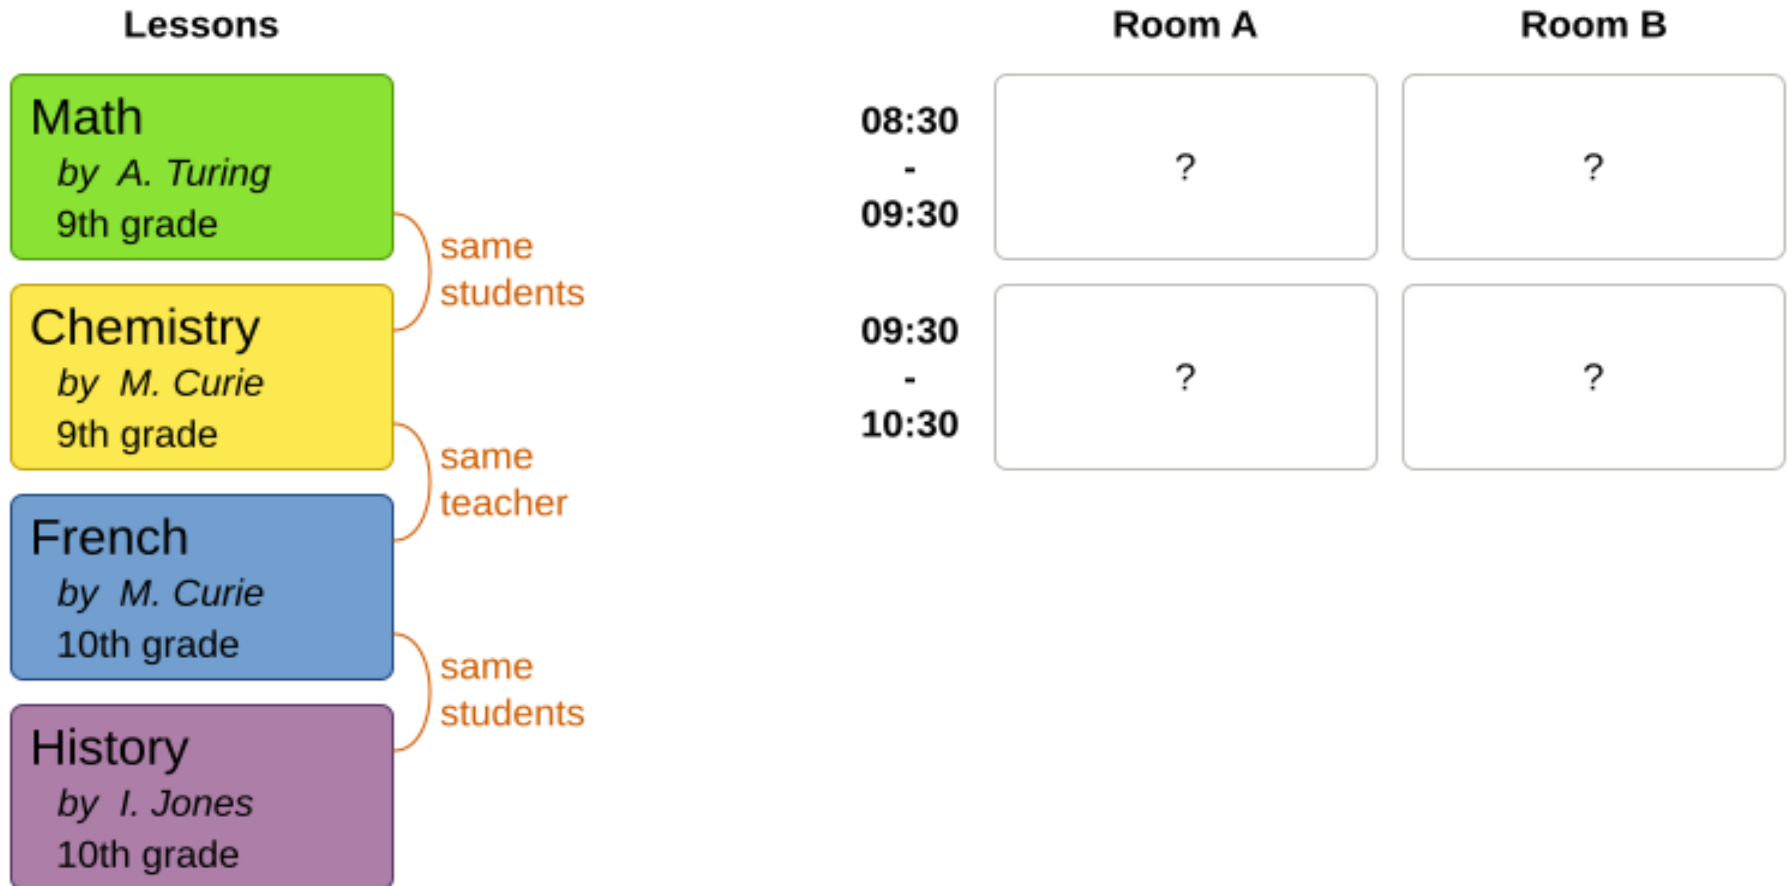 Lessons
Math
by A. Turing
9th grade
same
students
Chemistry
by M. Curie
9th grade
same
teacher
French
by M. Curie
10th grade
same
students
History
by I. Jones
10th grade
Room A
Room B
08:30
-
09:30
?
?
09:30
-
10:30
?
?